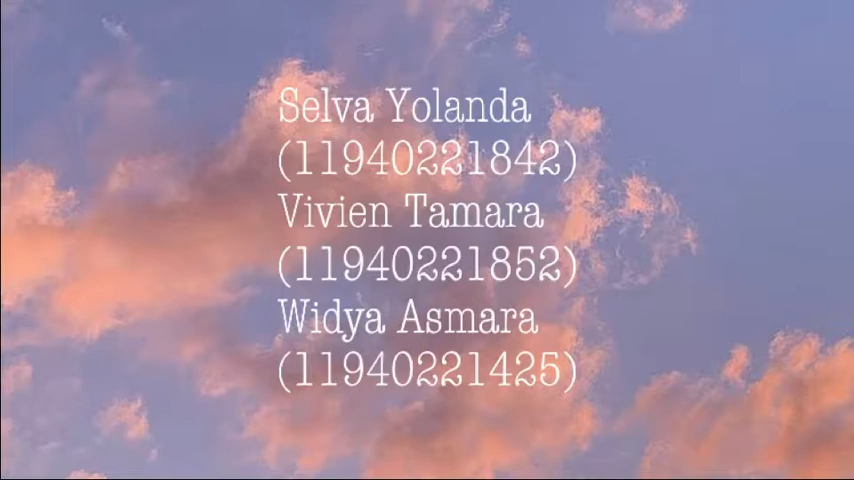 Selva Yolanda
(11940221842)
Vivien Tamara
(11940221852)
Widya Asmara
(11940221425)